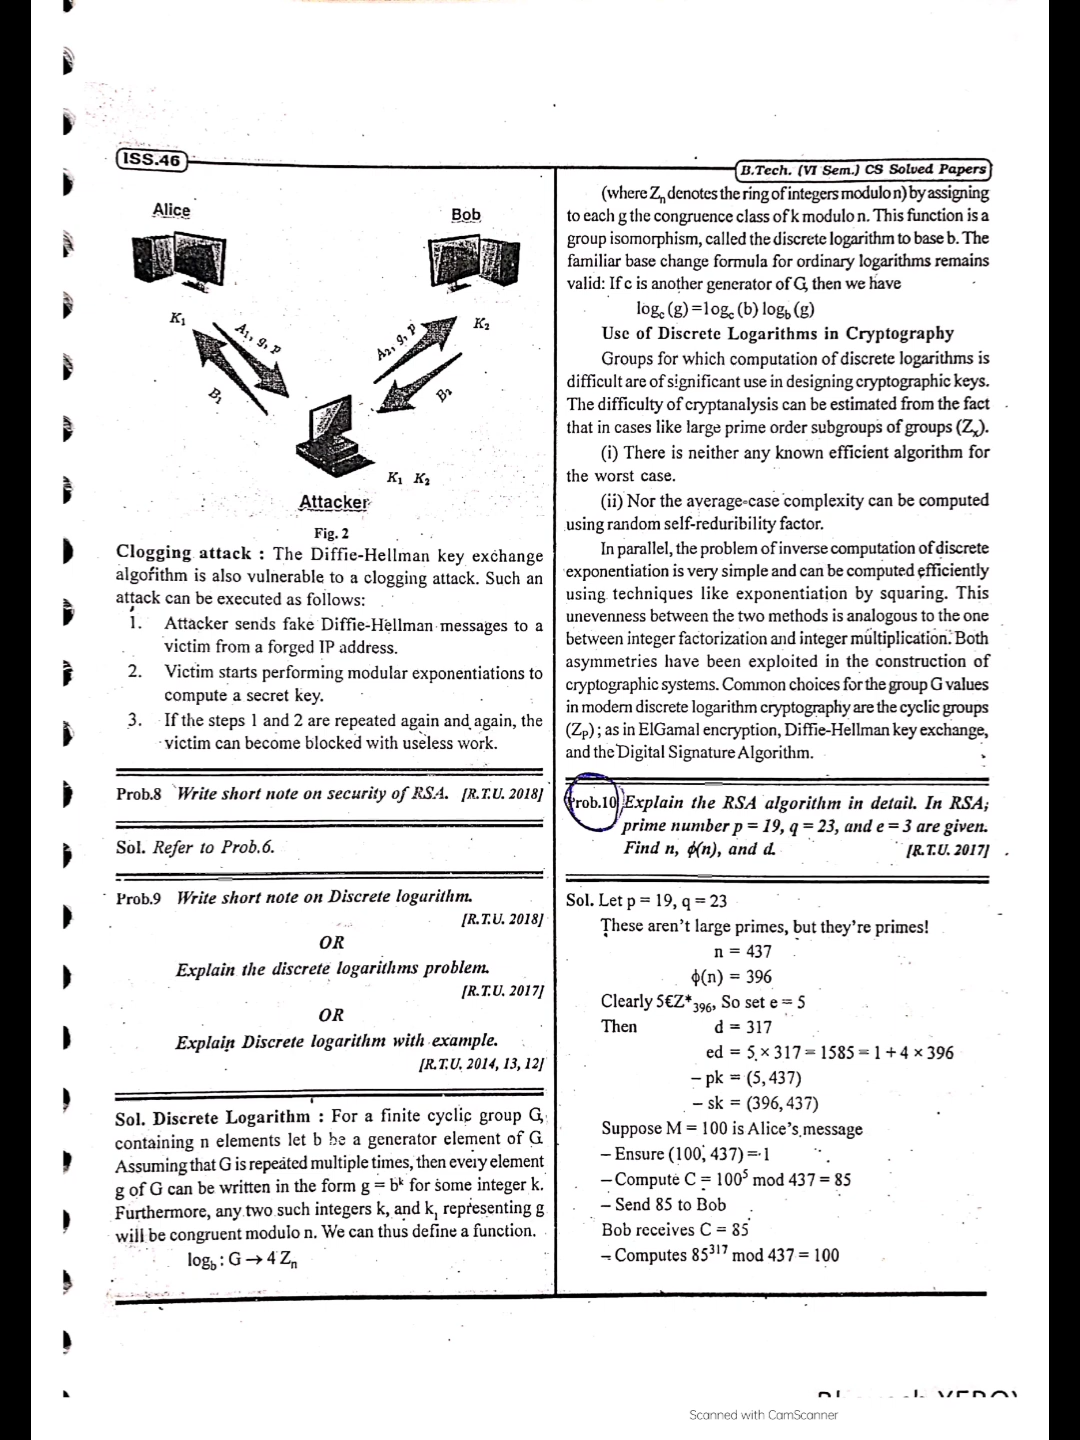 ISS.46
B.Tech. (VI Sem.) CS Solved Papers
Alice
Bob
K₁
A₁, g, p
B₁
A₂, g, p
K₂
B₂
K₁ K₂
Attacker
Fig. 2
Clogging attack : The Diffie-Hellman key exchange
algorithm is also vulnerable to a clogging attack. Such an
attack can be executed as follows:
1. Attacker sends fake Diffie-Hellman messages to a
victim from a forged IP address.
2. Victim starts performing modular exponentiations to
compute a secret key.
3. If the steps 1 and 2 are repeated again and again, the
victim can become blocked with useless work.
Prob.8 Write short note on security of RSA. [R.T.U. 2018]
Sol. Refer to Prob.6.
Prob.9 Write short note on Discrete logarithm.
[R.T.U. 2018]
OR
Explain the discrete logarithms problem.
[R.T.U. 2017]
OR
Explain Discrete logarithm with example.
[R.T.U. 2014, 13, 12]
Sol. Discrete Logarithm : For a finite cyclic group G,
containing n elements let b be a generator element of G.
Assuming that G is repeated multiple times, then every element
g of G can be written in the form g = bᵏ for some integer k.
Furthermore, any two such integers k, and k₁ representing g
will be congruent modulo n. We can thus define a function.
log_b : G → 4 Zₙ
(where Zₙ denotes the ring of integers modulo n) by assigning
to each g the congruence class of k modulo n. This function is a
group isomorphism, called the discrete logarithm to base b. The
familiar base change formula for ordinary logarithms remains
valid: If c is another generator of G, then we have
log_c (g) =log_c (b) log_b (g)
Use of Discrete Logarithms in Cryptography
Groups for which computation of discrete logarithms is
difficult are of significant use in designing cryptographic keys.
The difficulty of cryptanalysis can be estimated from the fact
that in cases like large prime order subgroups of groups (Zₓ).
(i) There is neither any known efficient algorithm for
the worst case.
(ii) Nor the average-case complexity can be computed
using random self-reduribility factor.
In parallel, the problem of inverse computation of discrete
exponentiation is very simple and can be computed efficiently
using techniques like exponentiation by squaring. This
unevenness between the two methods is analogous to the one
between integer factorization and integer multiplication. Both
asymmetries have been exploited in the construction of
cryptographic systems. Common choices for the group G values
in modern discrete logarithm cryptography are the cyclic groups
(Zₚ) ; as in ElGamal encryption, Diffie-Hellman key exchange,
and the Digital Signature Algorithm.
Prob.10 Explain the RSA algorithm in detail. In RSA;
prime number p = 19, q = 23, and e = 3 are given.
Find n, ϕ(n), and d. [R.T.U. 2017]
Sol. Let p = 19, q = 23
These aren't large primes, but they're primes!
n = 437
ϕ(n) = 396
Clearly 5€Z*₃₉₆, So set e = 5
Then d = 317
ed = 5 × 317 = 1585 = 1 + 4 × 396
– pk = (5, 437)
– sk = (396, 437)
Suppose M = 100 is Alice's message
– Ensure (100, 437) = 1
– Compute C = 100⁵ mod 437 = 85
– Send 85 to Bob
Bob receives C = 85
– Computes 85³¹⁷ mod 437 = 100
Scanned with CamScanner